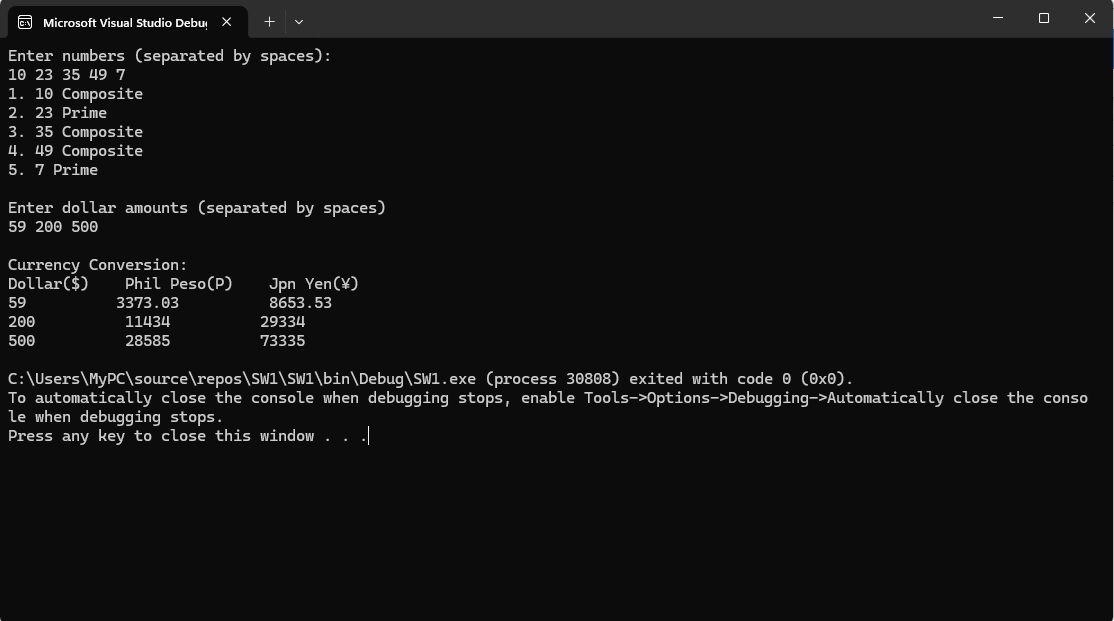 Microsoft Visual Studio Debug
Enter numbers (separated by spaces):
10 23 35 49 7
1. 10 Composite
2. 23 Prime
3. 35 Composite
4. 49 Composite
5. 7 Prime
Enter dollar amounts (separated by spaces)
59 200 500
Currency Conversion:
Dollar($)    Phil Peso(P)    Jpn Yen(¥)
59          3373.03          8653.53
200          11434          29334
500          28585          73335
C:\Users\MyPC\source\repos\SW1\SW1\bin\Debug\SW1.exe (process 30808) exited with code 0 (0x0).
To automatically close the console when debugging stops, enable Tools->Options->Debugging->Automatically close the conso
le when debugging stops.
Press any key to close this window . . .